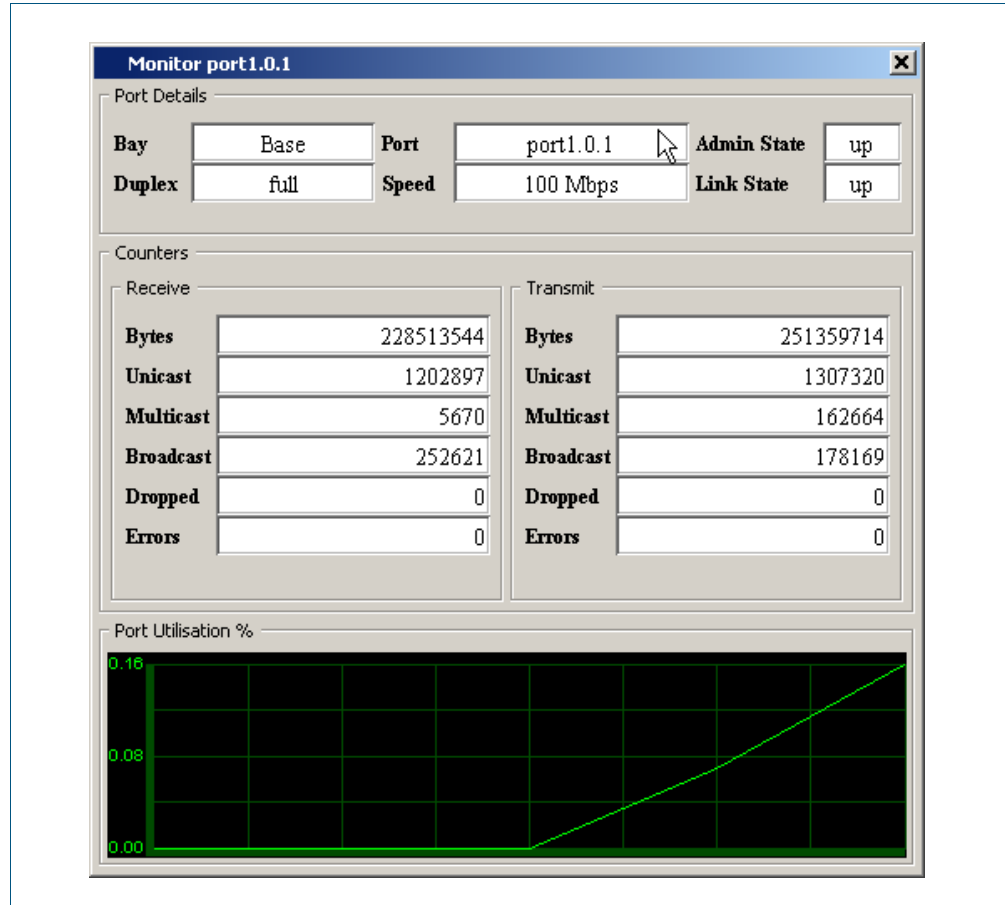 Monitor port1.0.1
Port Details
Bay Base Port port1.0.1 Admin State up
Duplex full Speed 100 Mbps Link State up
Counters
Receive
Bytes 228513544
Unicast 1202897
Multicast 5670
Broadcast 252621
Dropped 0
Errors 0
Transmit
Bytes 251359714
Unicast 1307320
Multicast 162664
Broadcast 178169
Dropped 0
Errors 0
Port Utilisation %
0.16
0.08
0.00